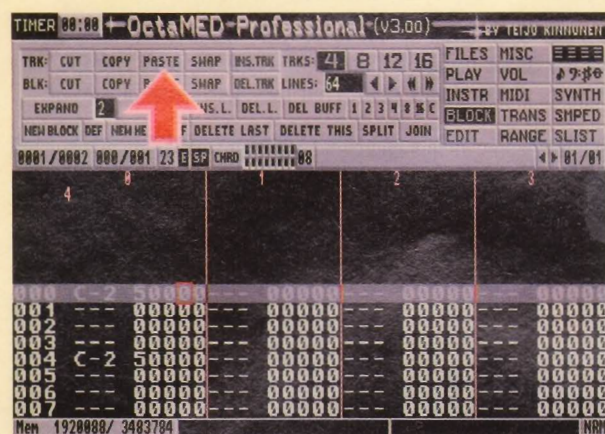 TIMER 00:00 OctaMED-Professional-(V3.00) BY TEIJO KINNUNEN
TRK: CUT COPY PASTE SWAP INS.TRK TRKS: 4 8 12 16 FILES MISC
BLK: CUT COPY SWAP DEL.TRK LINES: 64 PLAY VOL
INSTR MIDI SYNTH
EXPAND 2 INS.L. DEL.L. DEL BUFF 1 2 3 4 8 16 C BLOCK TRANS SMPED
NEW BLOCK DEF NEW DELETE LAST DELETE THIS SPLIT JOIN EDIT RANGE SLIST
0001/0002 000/001 23 E SP CHRD 08 01/01
4 0 1 2 3
000 C-2 50000 --- 00000 --- 00000 --- 00000
001 --- 00000 --- 00000 --- 00000 --- 00000
002 --- 00000 --- 00000 --- 00000 --- 00000
003 --- 00000 --- 00000 --- 00000 --- 00000
004 C-2 50000 --- 00000 --- 00000 --- 00000
005 --- 00000 --- 00000 --- 00000 --- 00000
006 --- 00000 --- 00000 --- 00000 --- 00000
007 --- 00000 --- 00000 --- 00000 --- 00000
Mem 1920088/ 3483784 NRM